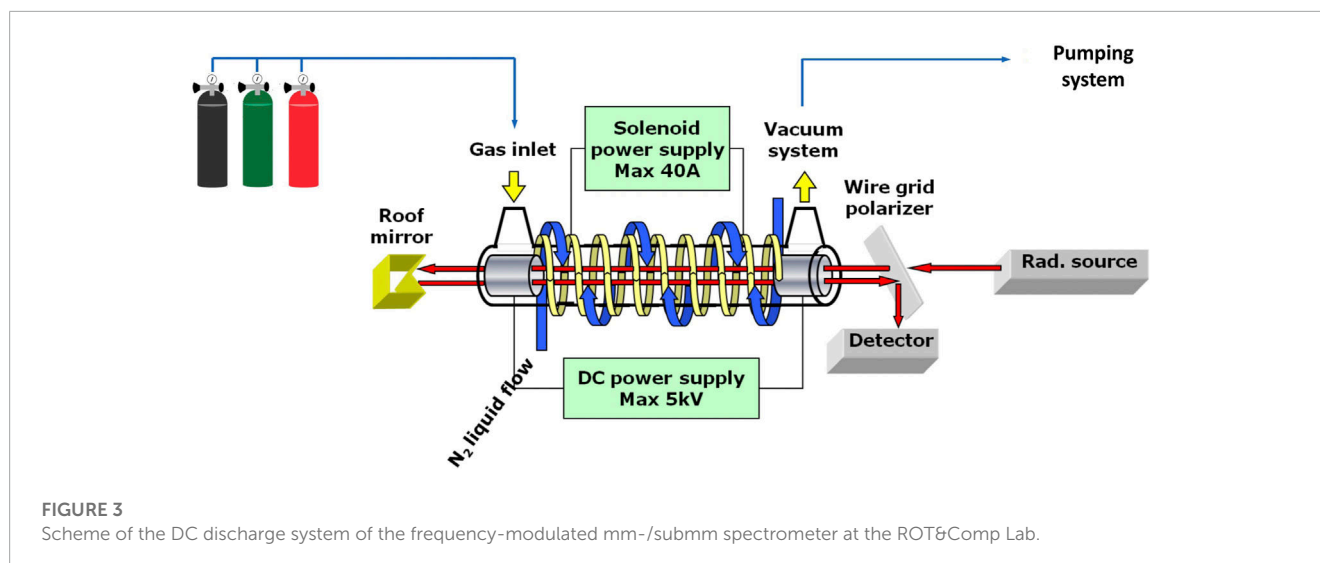 Pumping
system
Solenoid
power supply
Max 40A
Vacuum
system
Gas inlet
Wire grid
polarizer
Roof
mirror
Rad. source
Detector
DC power supply
Max 5kV
N₂ liquid flow
FIGURE 3
Scheme of the DC discharge system of the frequency-modulated mm-/submm spectrometer at the ROT&Comp Lab.